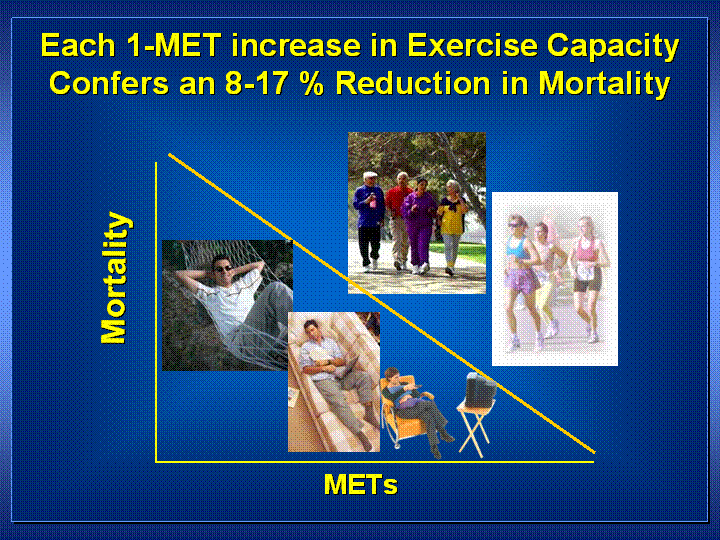 Each 1-MET increase in Exercise Capacity
Confers an 8-17 % Reduction in Mortality
Mortality
METs